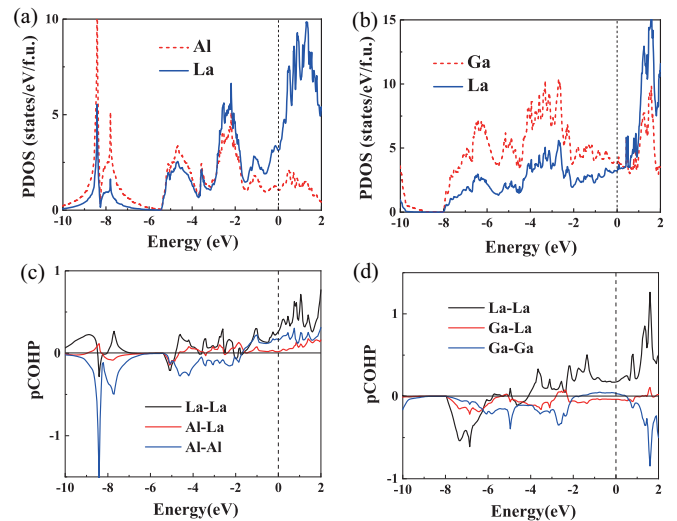 (a)
10
5
0
-10 -8 -6 -4 -2 0 2
PDOS (states/eV/f.u.)
Energy (eV)
Al
La
(b)
15
10
5
0
-10 -8 -6 -4 -2 0 2
PDOS (states/eV/f.u.)
Energy (eV)
Ga
La
(c)
1
0
-1
-10 -8 -6 -4 -2 0 2
pCOHP
Energy(eV)
La-La
Al-La
Al-Al
(d)
1
0
-1
-10 -8 -6 -4 -2 0 2
pCOHP
Energy(eV)
La-La
Ga-La
Ga-Ga